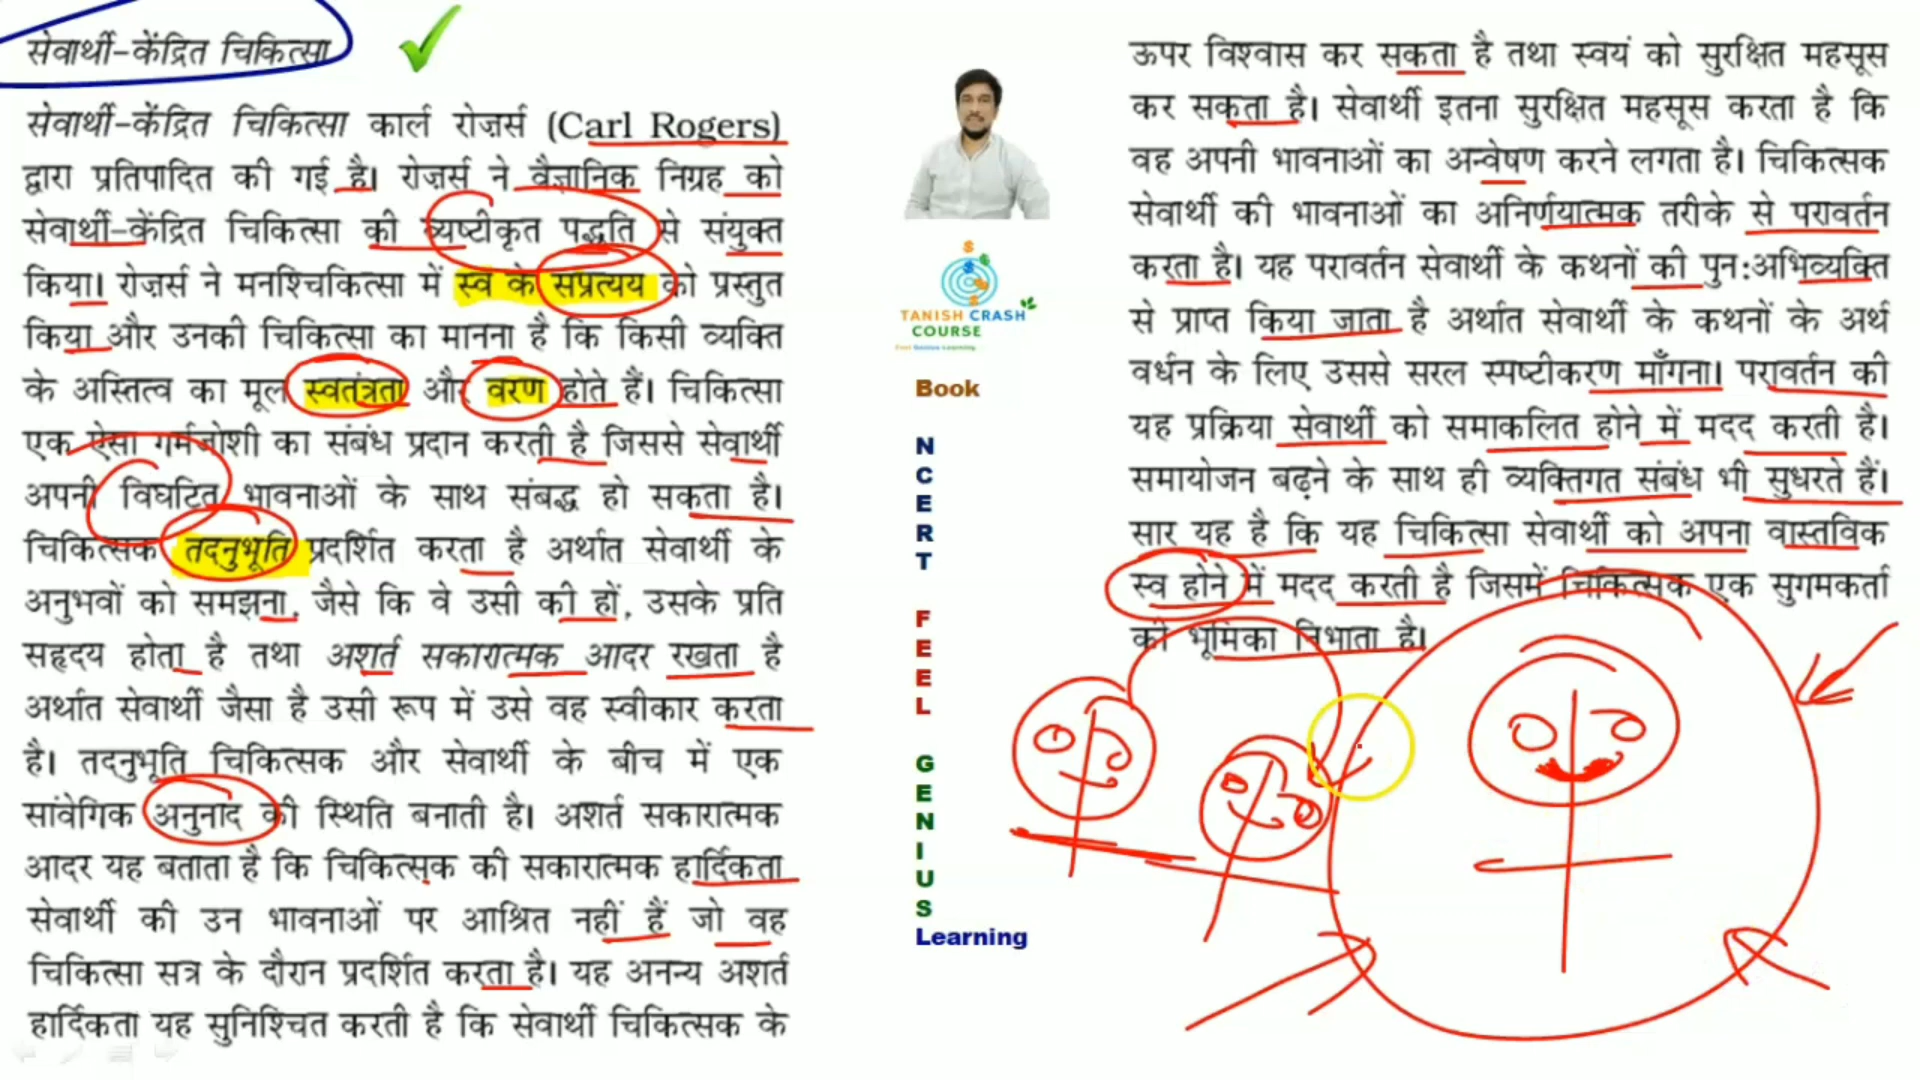 सेवार्थी-केंद्रित चिकित्सा
सेवार्थी-केंद्रित चिकित्सा कार्ल रोज़र्स (Carl Rogers)
द्वारा प्रतिपादित की गई है। रोज़र्स ने वैज्ञानिक निग्रह को
सेवार्थी-केंद्रित चिकित्सा की व्यष्टीकृत पद्धति से संयुक्त
किया। रोज़र्स ने मनश्चिकित्सा में स्व के संप्रत्यय को प्रस्तुत
किया और उनकी चिकित्सा का मानना है कि किसी व्यक्ति
के अस्तित्व का मूल स्वतंत्रता और वरण होते हैं। चिकित्सा
एक ऐसा गर्मजोशी का संबंध प्रदान करती है जिससे सेवार्थी
अपनी विघटित भावनाओं के साथ संबद्ध हो सकता है।
चिकित्सक तदनुभूति प्रदर्शित करता है अर्थात सेवार्थी के
अनुभवों को समझना, जैसे कि वे उसी की हों, उसके प्रति
सहृदय होता है तथा अशर्त सकारात्मक आदर रखता है
अर्थात सेवार्थी जैसा है उसी रूप में उसे वह स्वीकार करता
है। तदनुभूति चिकित्सक और सेवार्थी के बीच में एक
सांवेगिक अनुनाद की स्थिति बनाती है। अशर्त सकारात्मक
आदर यह बताता है कि चिकित्सक की सकारात्मक हार्दिकता
सेवार्थी की उन भावनाओं पर आश्रित नहीं हैं जो वह
चिकित्सा सत्र के दौरान प्रदर्शित करता है। यह अनन्य अशर्त
हार्दिकता यह सुनिश्चित करती है कि सेवार्थी चिकित्सक के
TANISH CRASH
COURSE
Book
N
C
E
R
T
F
E
E
L
G
E
N
I
U
S
Learning
ऊपर विश्वास कर सकता है तथा स्वयं को सुरक्षित महसूस
कर सकता है। सेवार्थी इतना सुरक्षित महसूस करता है कि
वह अपनी भावनाओं का अन्वेषण करने लगता है। चिकित्सक
सेवार्थी की भावनाओं का अनिर्णयात्मक तरीके से परावर्तन
करता है। यह परावर्तन सेवार्थी के कथनों की पुन:अभिव्यक्ति
से प्राप्त किया जाता है अर्थात सेवार्थी के कथनों के अर्थ
वर्धन के लिए उससे सरल स्पष्टीकरण माँगना। परावर्तन की
यह प्रक्रिया सेवार्थी को समाकलित होने में मदद करती है।
समायोजन बढ़ने के साथ ही व्यक्तिगत संबंध भी सुधरते हैं।
सार यह है कि यह चिकित्सा सेवार्थी को अपना वास्तविक
स्व होने में मदद करती है जिसमें चिकित्सक एक सुगमकर्ता
की भूमिका निभाता है।